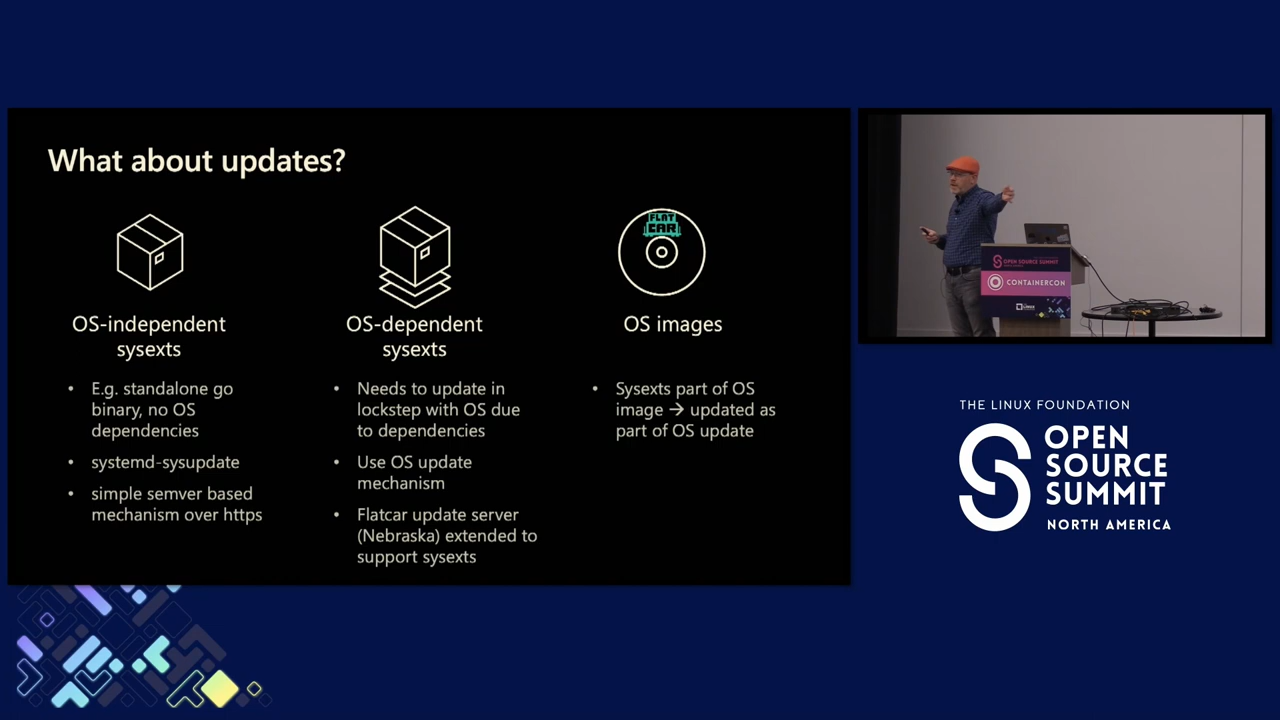 What about updates?
FLAT
CAR
OS-independent
sysexts
• E.g. standalone go
binary, no OS
dependencies
• systemd-sysupdate
• simple semver based
mechanism over https
OS-dependent
sysexts
• Needs to update in
lockstep with OS due
to dependencies
• Use OS update
mechanism
• Flatcar update server
(Nebraska) extended to
support sysexts
OS images
• Sysexts part of OS
image → updated as
part of OS update
OPEN SOURCE SUMMIT
CONTAINERCON
THE LINUX FOUNDATION
OPEN
SOURCE
SUMMIT
NORTH AMERICA